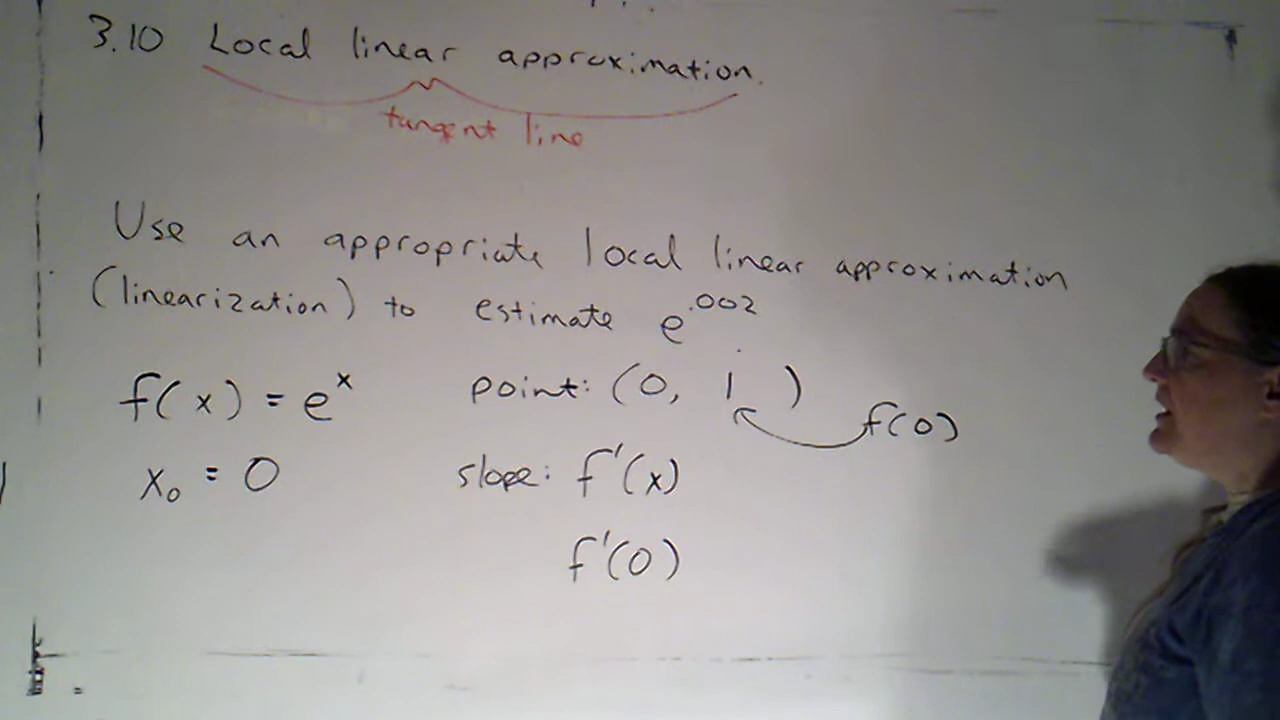 3.10 Local linear approximation.
tangent line
Use an appropriate local linear approximation
(linearization) to estimate e^.002
f(x) = e^x
point: (0, 1)
f(0)
x₀ = 0
slope: f'(x)
f'(0)